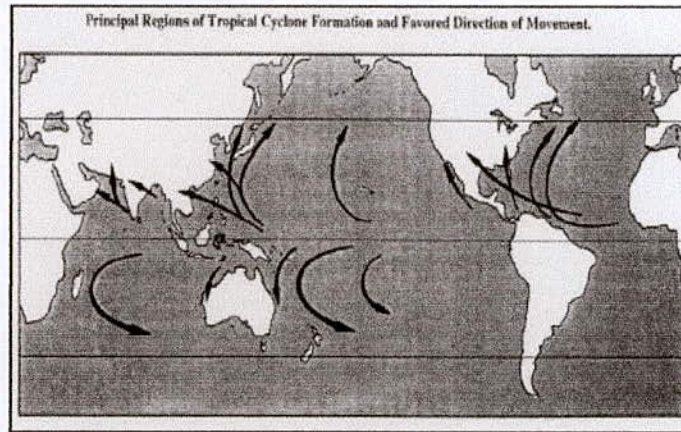 Principal Regions of Tropical Cyclone Formation and Favored Direction of Movement.